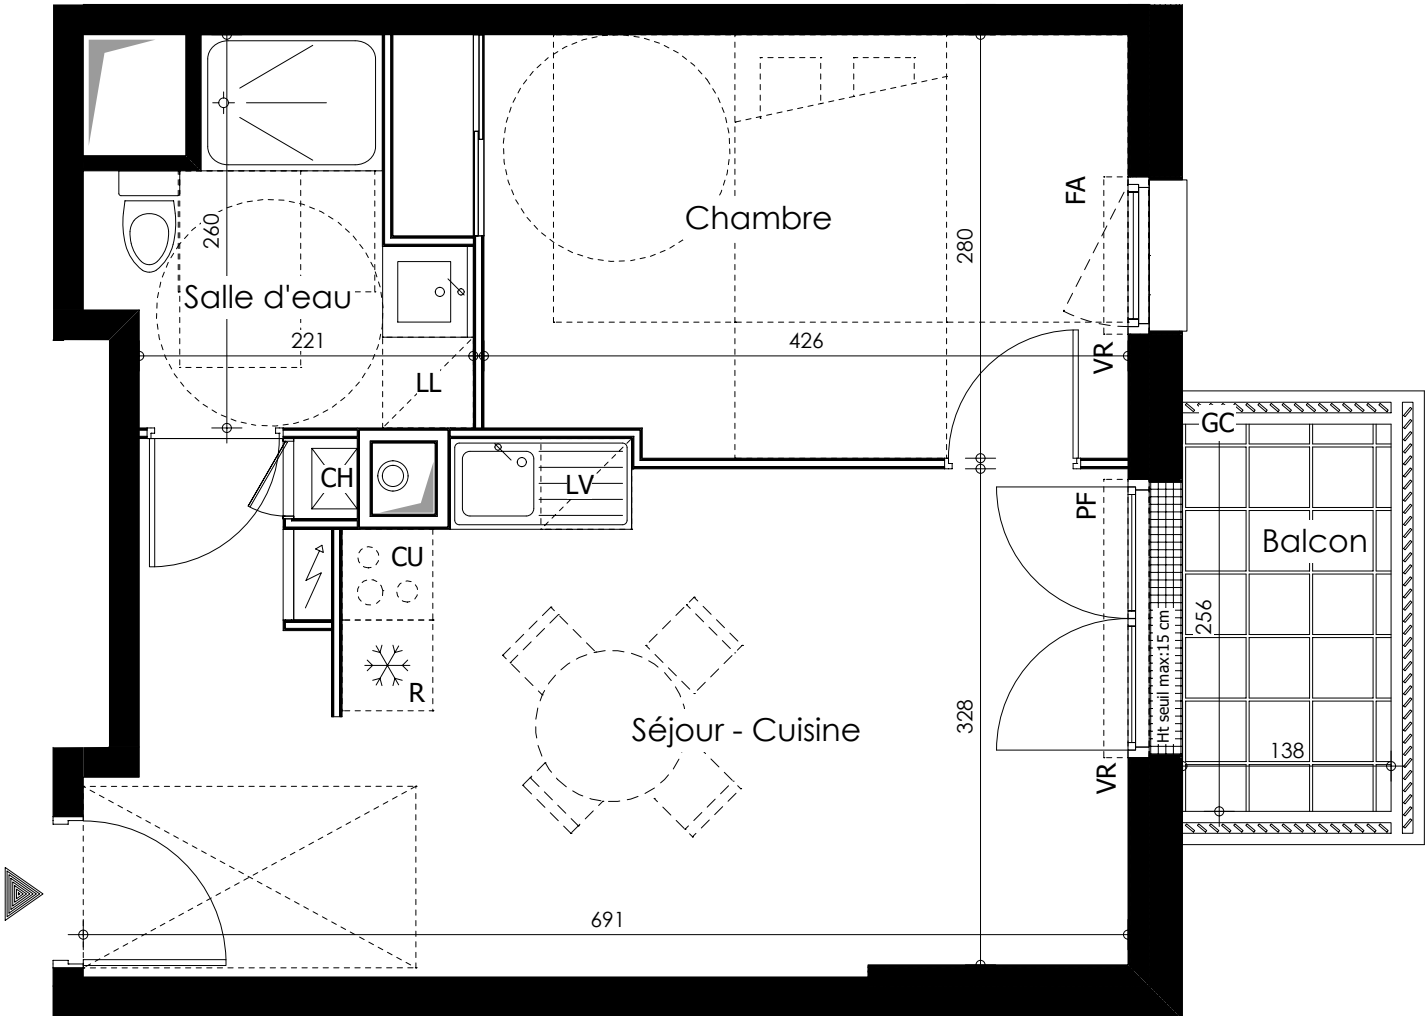 FA
Chambre
260
280
Salle d'eau
221
426
VR
LL
GC
CH
LV
PF
Balcon
CU
256
Ht seuil max:15 cm
R
328
Séjour - Cuisine
138
VR
691